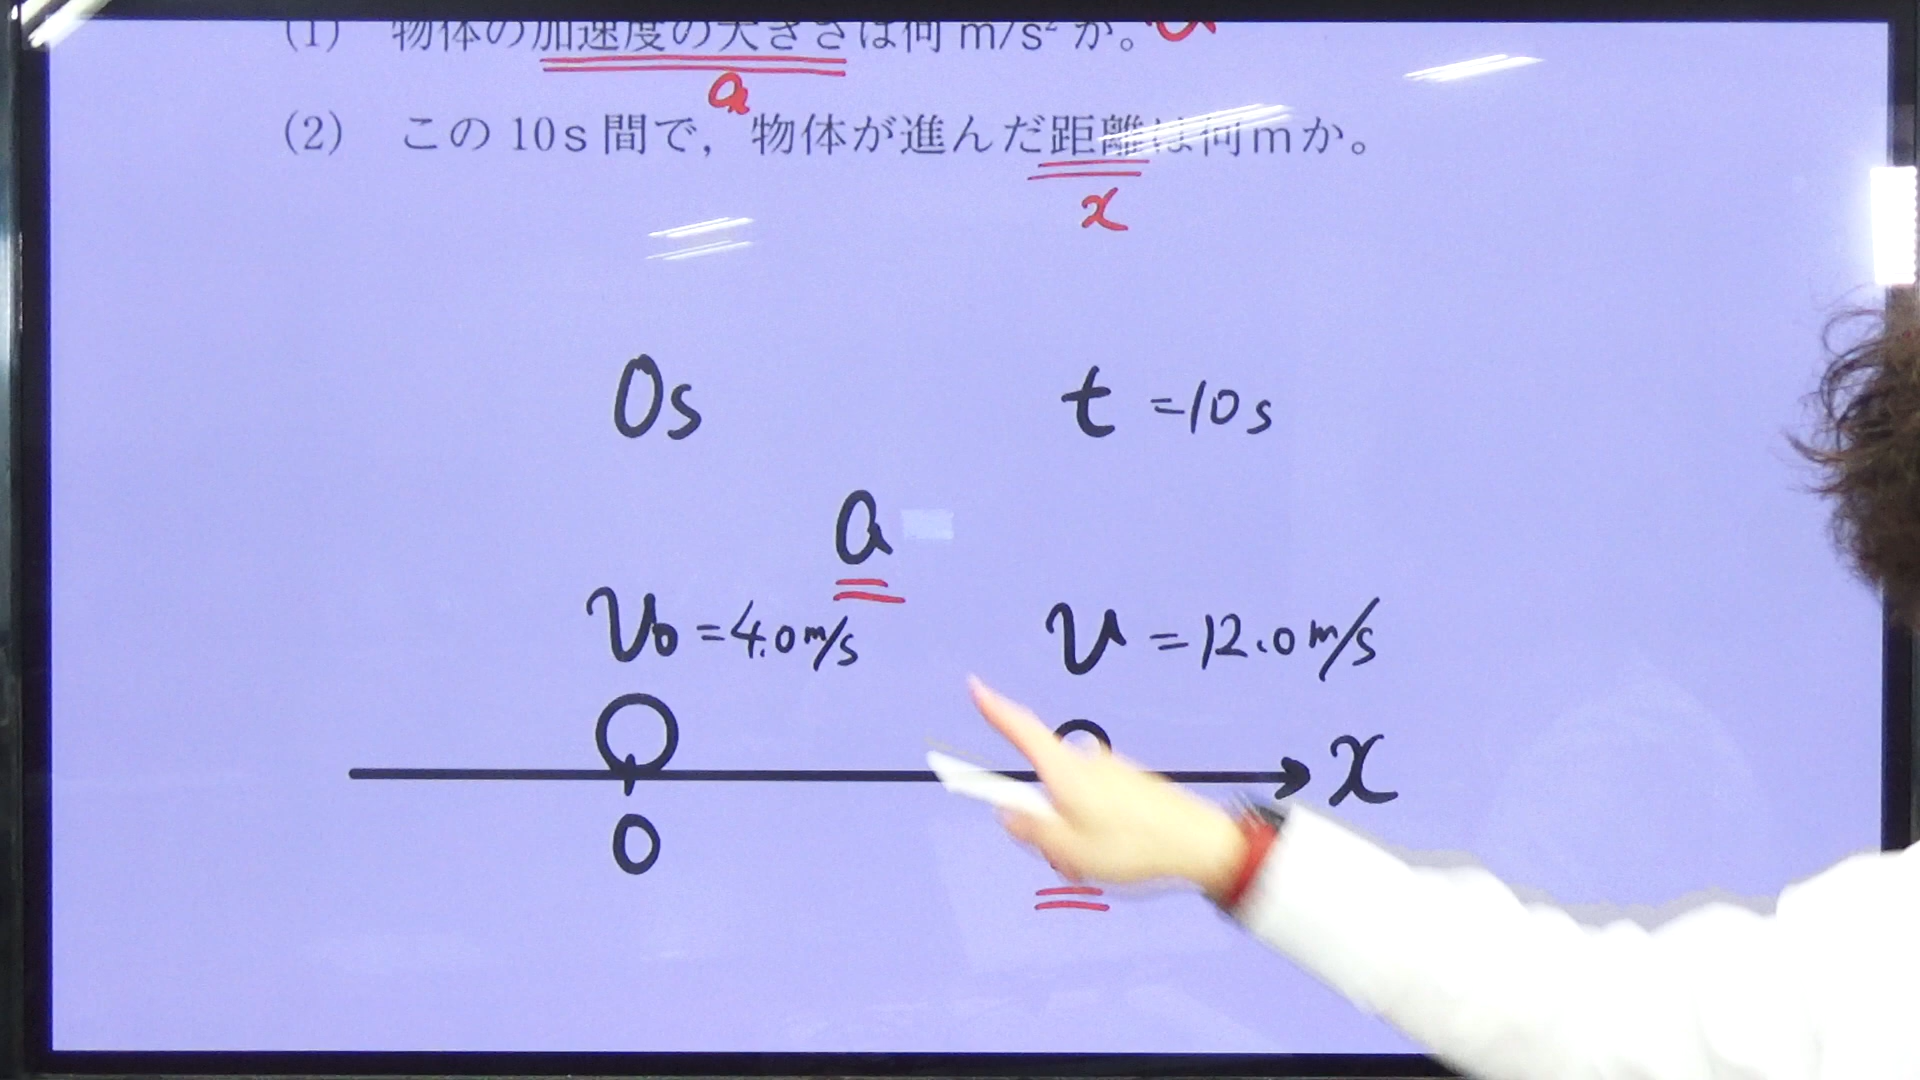 (1) 物体の加速度の大きさは何 m/s² か。
a
(2) この 10s 間で, 物体が進んだ距離は何mか。
x
0s t =10s
a
v₀ =4.0m/s v =12.0m/s
x
0